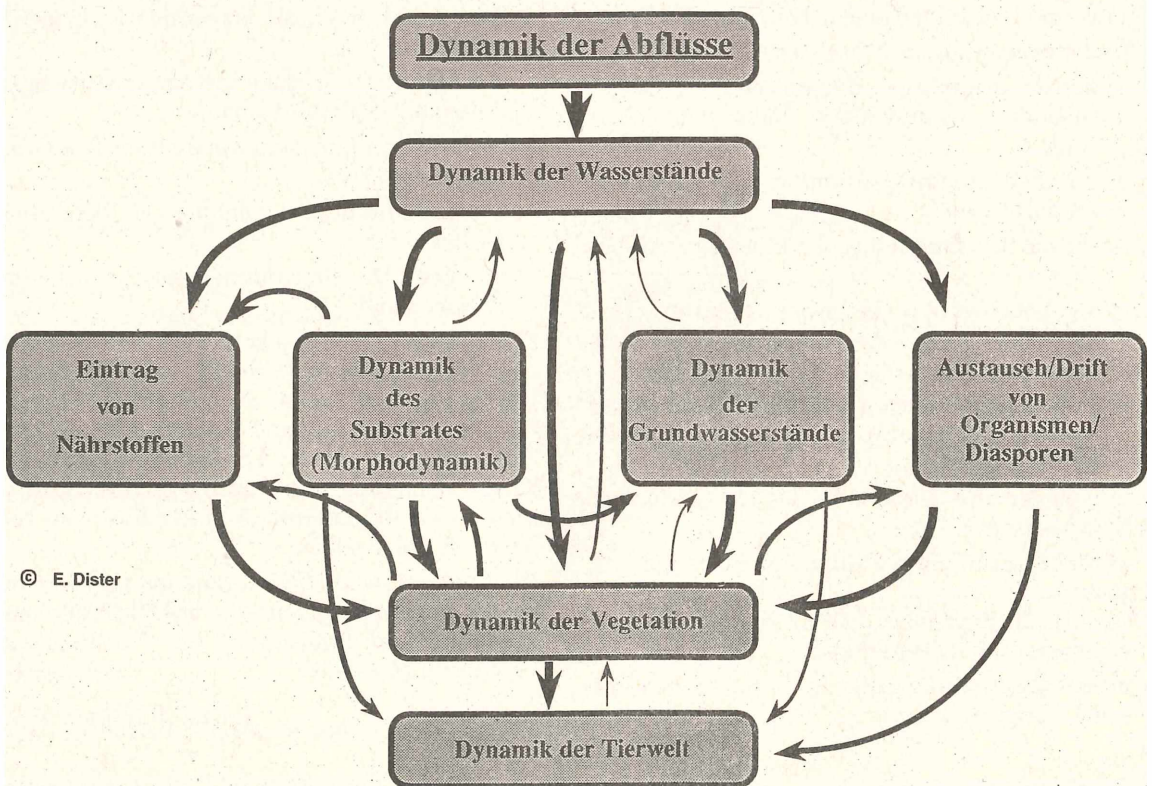 Dynamik der Abflüsse
Dynamik der Wasserstände
Eintrag
von
Nährstoffen
Dynamik
des
Substrates
(Morphodynamik)
Dynamik
der
Grundwasserstände
Austausch/Drift
von
Organismen/
Diasporen
© E. Dister
Dynamik der Vegetation
Dynamik der Tierwelt